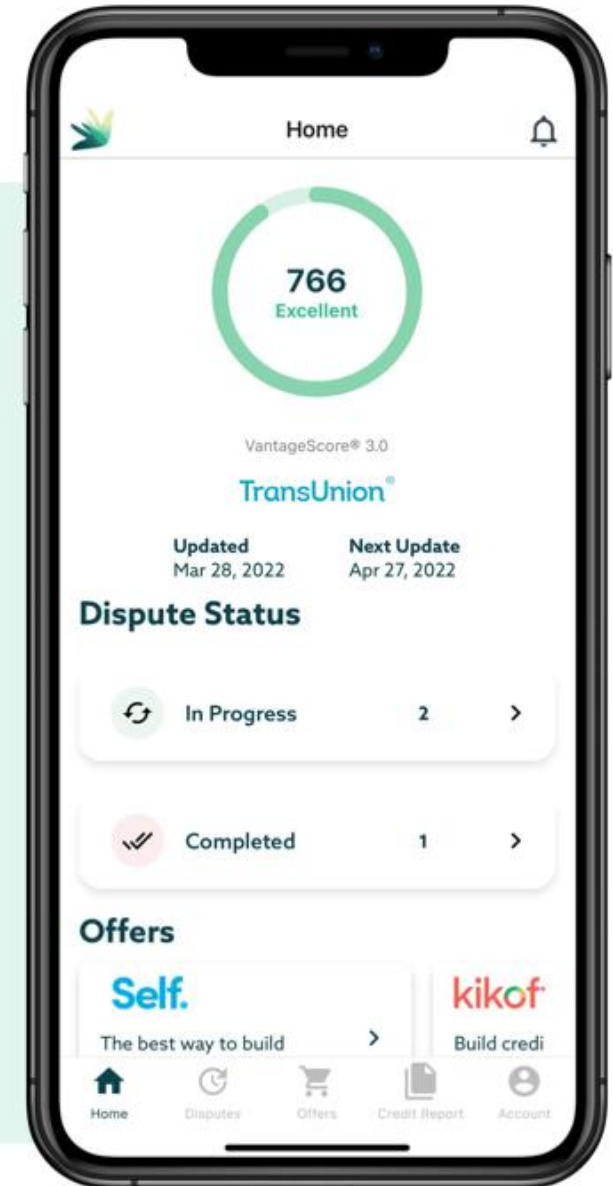 Home
766
Excellent
VantageScore® 3.0
TransUnion®
Updated Next Update
Mar 28, 2022 Apr 27, 2022
Dispute Status
In Progress 2
Completed 1
Offers
Self. kikof
The best way to build Build credi
Home Disputes Offers Credit Report Account